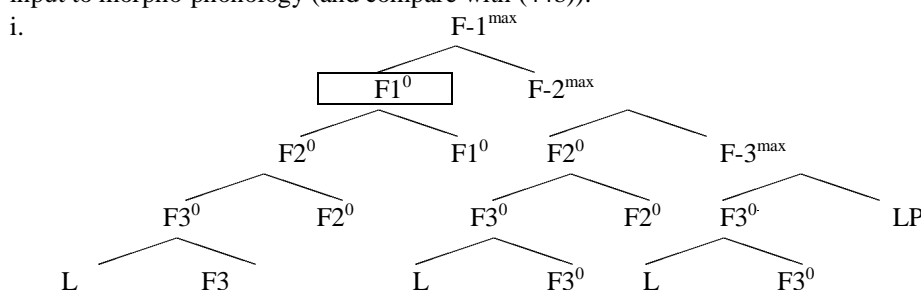 input to morpho-phonology (and compare with (44b)).
i. F-1ᵐᵃˣ
F1⁰ F-2ᵐᵃˣ
F2⁰ F1⁰ F2⁰ F-3ᵐᵃˣ
F3⁰ F2⁰ F3⁰ F2⁰ F3⁰⁻ LP
L F3 L F3⁰ L F3⁰